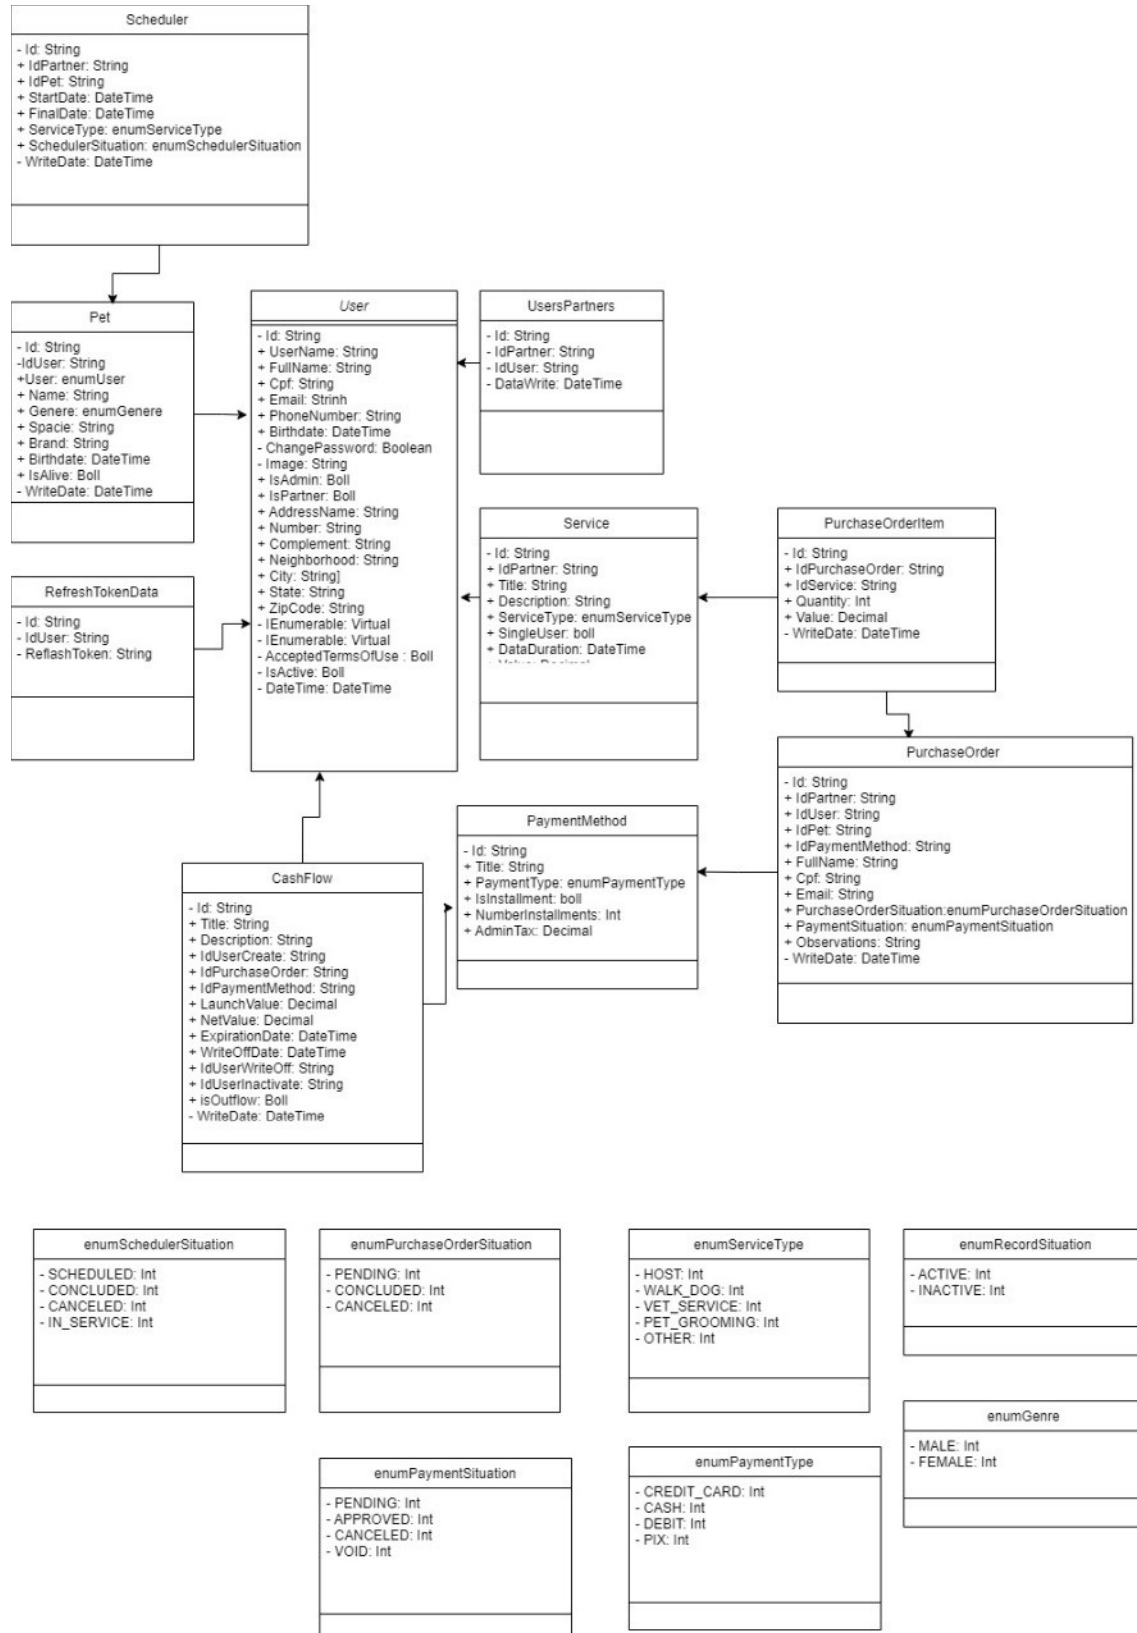 Scheduler
- Id: String
+ IdPartner: String
+ IdPet: String
+ StartDate: DateTime
+ FinalDate: DateTime
+ ServiceType: enumServiceType
+ SchedulerSituation: enumSchedulerSituation
- WriteDate: DateTime
Pet
- Id: String
-IdUser: String
+User: enumUser
+ Name: String
+ Genere: enumGenere
+ Spacie: String
+ Brand: String
+ Birthdate: DateTime
+ IsAlive: Boll
- WriteDate: DateTime
User
- Id: String
+ UserName: String
+ FullName: String
+ Cpf: String
+ Email: Strinh
+ PhoneNumber: String
+ Birthdate: DateTime
- ChangePassword: Boolean
- Image: String
+ IsAdmin: Boll
+ IsPartner: Boll
+ AddressName: String
+ Number: String
+ Complement: String
+ Neighborhood: String
+ City: String]
+ State: String
+ ZipCode: String
- IEnumerable: Virtual
- IEnumerable: Virtual
- AcceptedTermsOfUse : Boll
- IsActive: Boll
- DateTime: DateTime
UsersPartners
- Id: String
- IdPartner: String
- IdUser: String
- DataWrite: DateTime
RefreshTokenData
- Id: String
- IdUser: String
- ReflashToken: String
Service
- Id: String
+ IdPartner: String
+ Title: String
+ Description: String
+ ServiceType: enumServiceType
+ SingleUser: boll
+ DataDuration: DateTime
+ Value: Decimal
PurchaseOrderItem
- Id: String
+ IdPurchaseOrder: String
+ IdService: String
+ Quantity: Int
+ Value: Decimal
- WriteDate: DateTime
PurchaseOrder
- Id: String
+ IdPartner: String
+ IdUser: String
+ IdPet: String
+ IdPaymentMethod: String
+ FullName: String
+ Cpf: String
+ Email: String
+ PurchaseOrderSituation:enumPurchaseOrderSituation
+ PaymentSituation: enumPaymentSituation
+ Observations: String
- WriteDate: DateTime
PaymentMethod
- Id: String
+ Title: String
+ PaymentType: enumPaymentType
+ IsInstallment: boll
+ NumberInstallments: Int
+ AdminTax: Decimal
CashFlow
- Id: String
+ Title: String
+ Description: String
+ IdUserCreate: String
+ IdPurchaseOrder: String
+ IdPaymentMethod: String
+ LaunchValue: Decimal
+ NetValue: Decimal
+ ExpirationDate: DateTime
+ WriteOffDate: DateTime
+ IdUserWriteOff: String
+ IdUserInactivate: String
+ isOutflow: Boll
- WriteDate: DateTime
enumSchedulerSituation
- SCHEDULED: Int
- CONCLUDED: Int
- CANCELED: Int
- IN_SERVICE: Int
enumPurchaseOrderSituation
- PENDING: Int
- CONCLUDED: Int
- CANCELED: Int
enumServiceType
- HOST: Int
- WALK_DOG: Int
- VET_SERVICE: Int
- PET_GROOMING: Int
- OTHER: Int
enumRecordSituation
- ACTIVE: Int
- INACTIVE: Int
enumGenre
- MALE: Int
- FEMALE: Int
enumPaymentSituation
- PENDING: Int
- APPROVED: Int
- CANCELED: Int
- VOID: Int
enumPaymentType
- CREDIT_CARD: Int
- CASH: Int
- DEBIT: Int
- PIX: Int